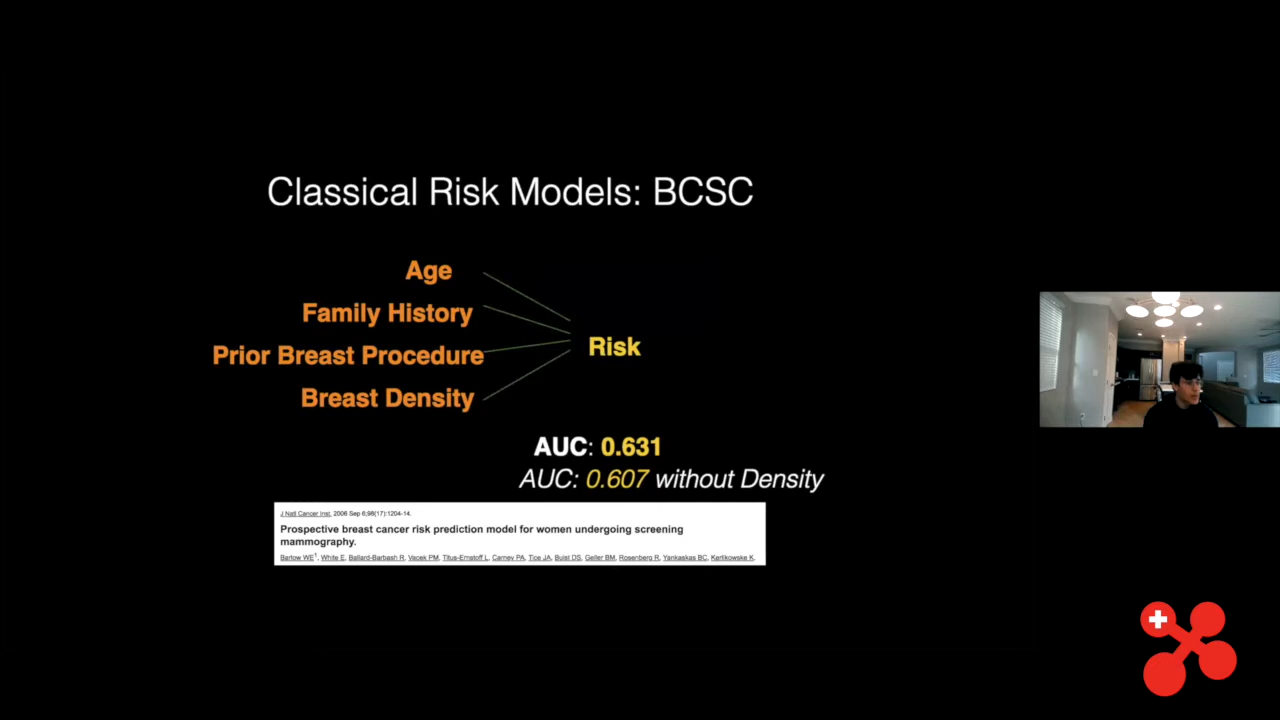 Classical Risk Models: BCSC
Age
Family History
Prior Breast Procedure
Breast Density
Risk
AUC: 0.631
AUC: 0.607 without Density
J Natl Cancer Inst. 2006 Sep 6;98(17):1204-14.
Prospective breast cancer risk prediction model for women undergoing screening
mammography.
Barlow WE1, White E, Ballard-Barbash R, Vacek PM, Titus-Ernstoff L, Carney PA, Tice JA, Buist DS, Geller BM, Rosenberg R, Yankaskas BC, Kerlikowske K.